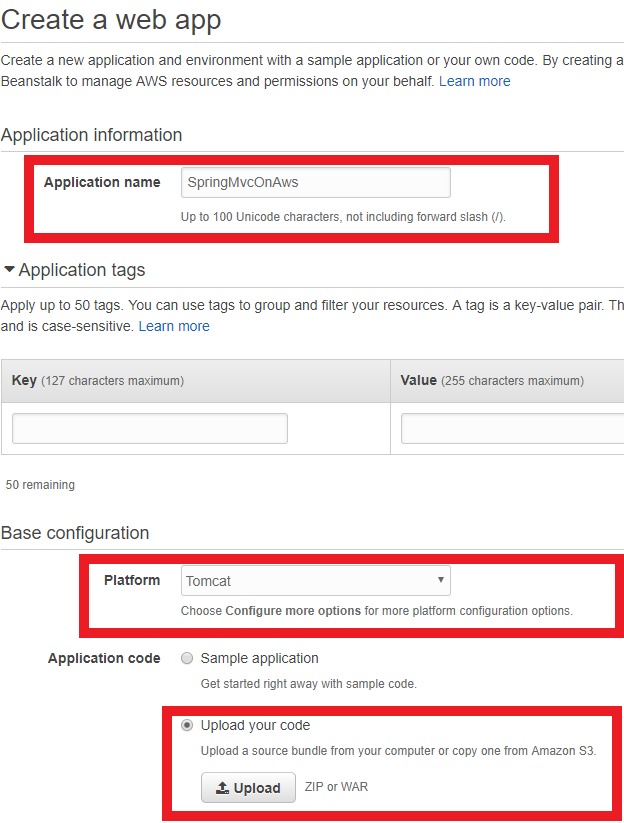 Create a web app
Create a new application and environment with a sample application or your own code. By creating a
Beanstalk to manage AWS resources and permissions on your behalf. Learn more
Application information
Application name SpringMvcOnAws
Up to 100 Unicode characters, not including forward slash (/).
Application tags
Apply up to 50 tags. You can use tags to group and filter your resources. A tag is a key-value pair. Th
and is case-sensitive. Learn more
Key (127 characters maximum) Value (255 characters maximum)
50 remaining
Base configuration
Platform Tomcat
Choose Configure more options for more platform configuration options.
Application code Sample application
Get started right away with sample code.
Upload your code
Upload a source bundle from your computer or copy one from Amazon S3.
Upload ZIP or WAR